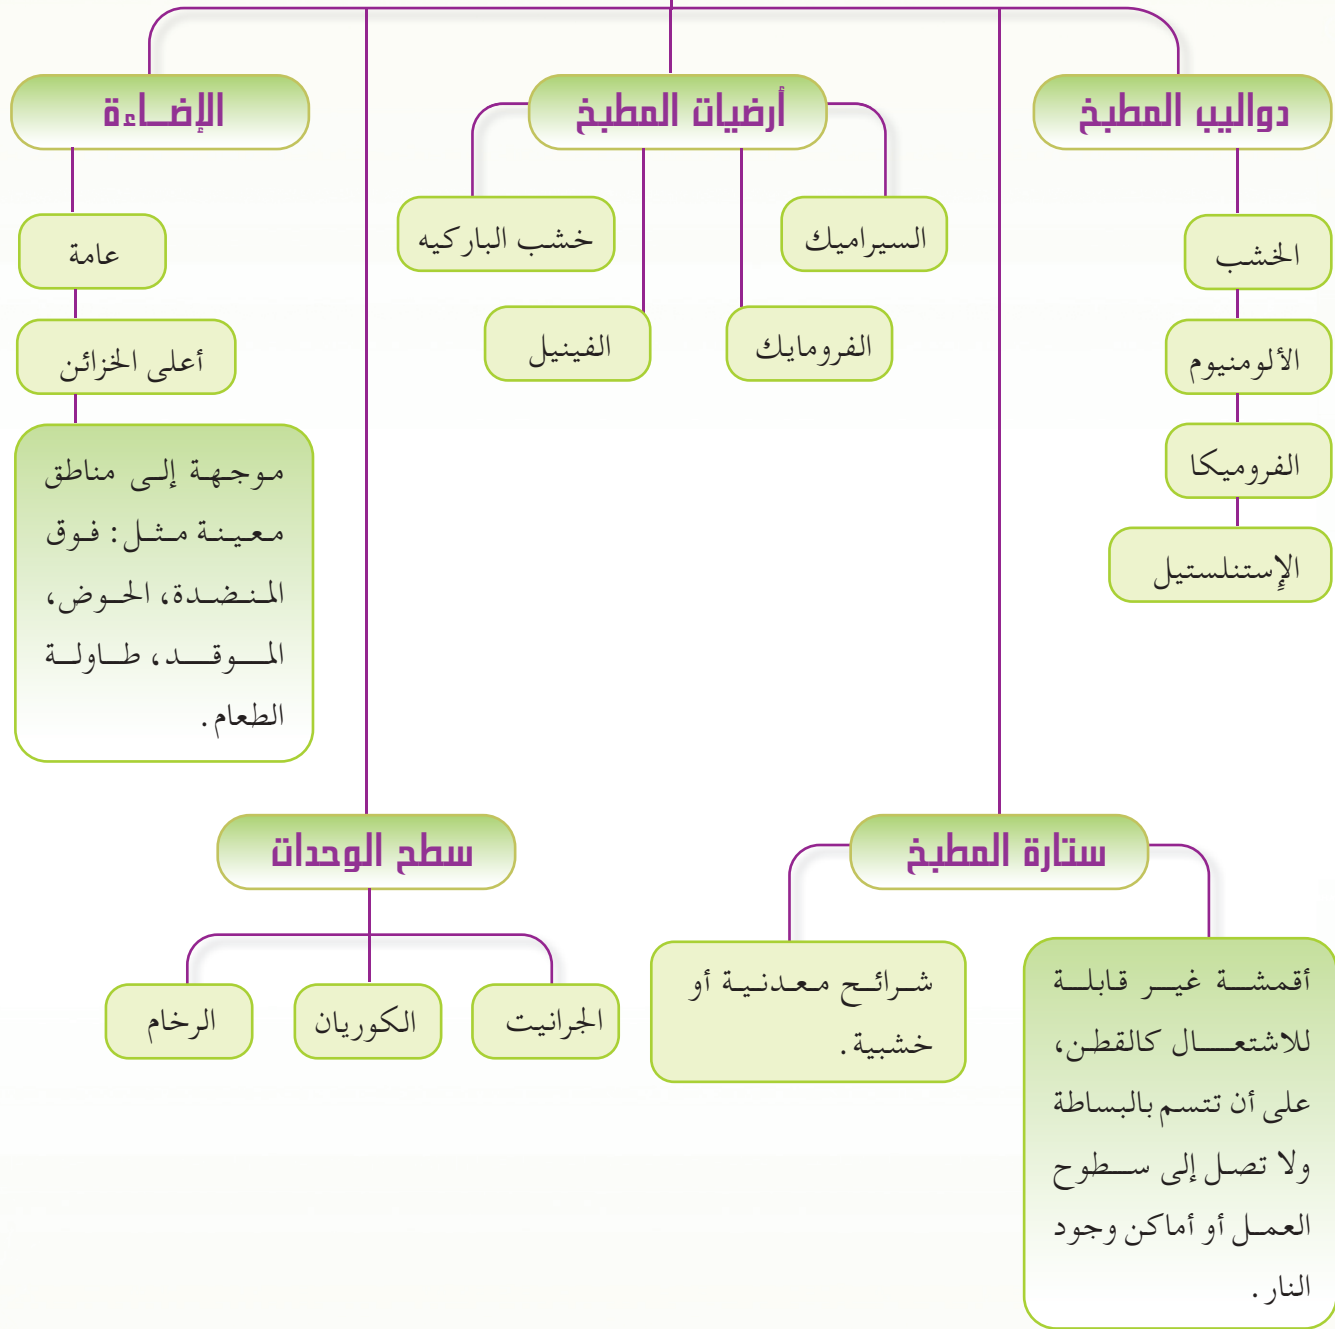 دواليب المطبخ
الخشب
الألومنيوم
الفروميكا
الإستنلستيل
أرضيات المطبخ
السيراميك
خشب الباركيه
الفرومايك
الفينيل
الإضاءة
عامة
أعلى الخزائن
موجهة إلى مناطق
معينة مثل: فوق
المنضدة، الحوض،
الموقد، طاولة
الطعام.
ستارة المطبخ
أقمشة غير قابلة
للاشتعال كالقطن،
على أن تتسم بالبساطة
ولا تصل إلى سطوح
العمل أو أماكن وجود
النار.
شرائح معدنية أو
خشبية.
سطح الوحدات
الجرانيت
الكوريان
الرخام